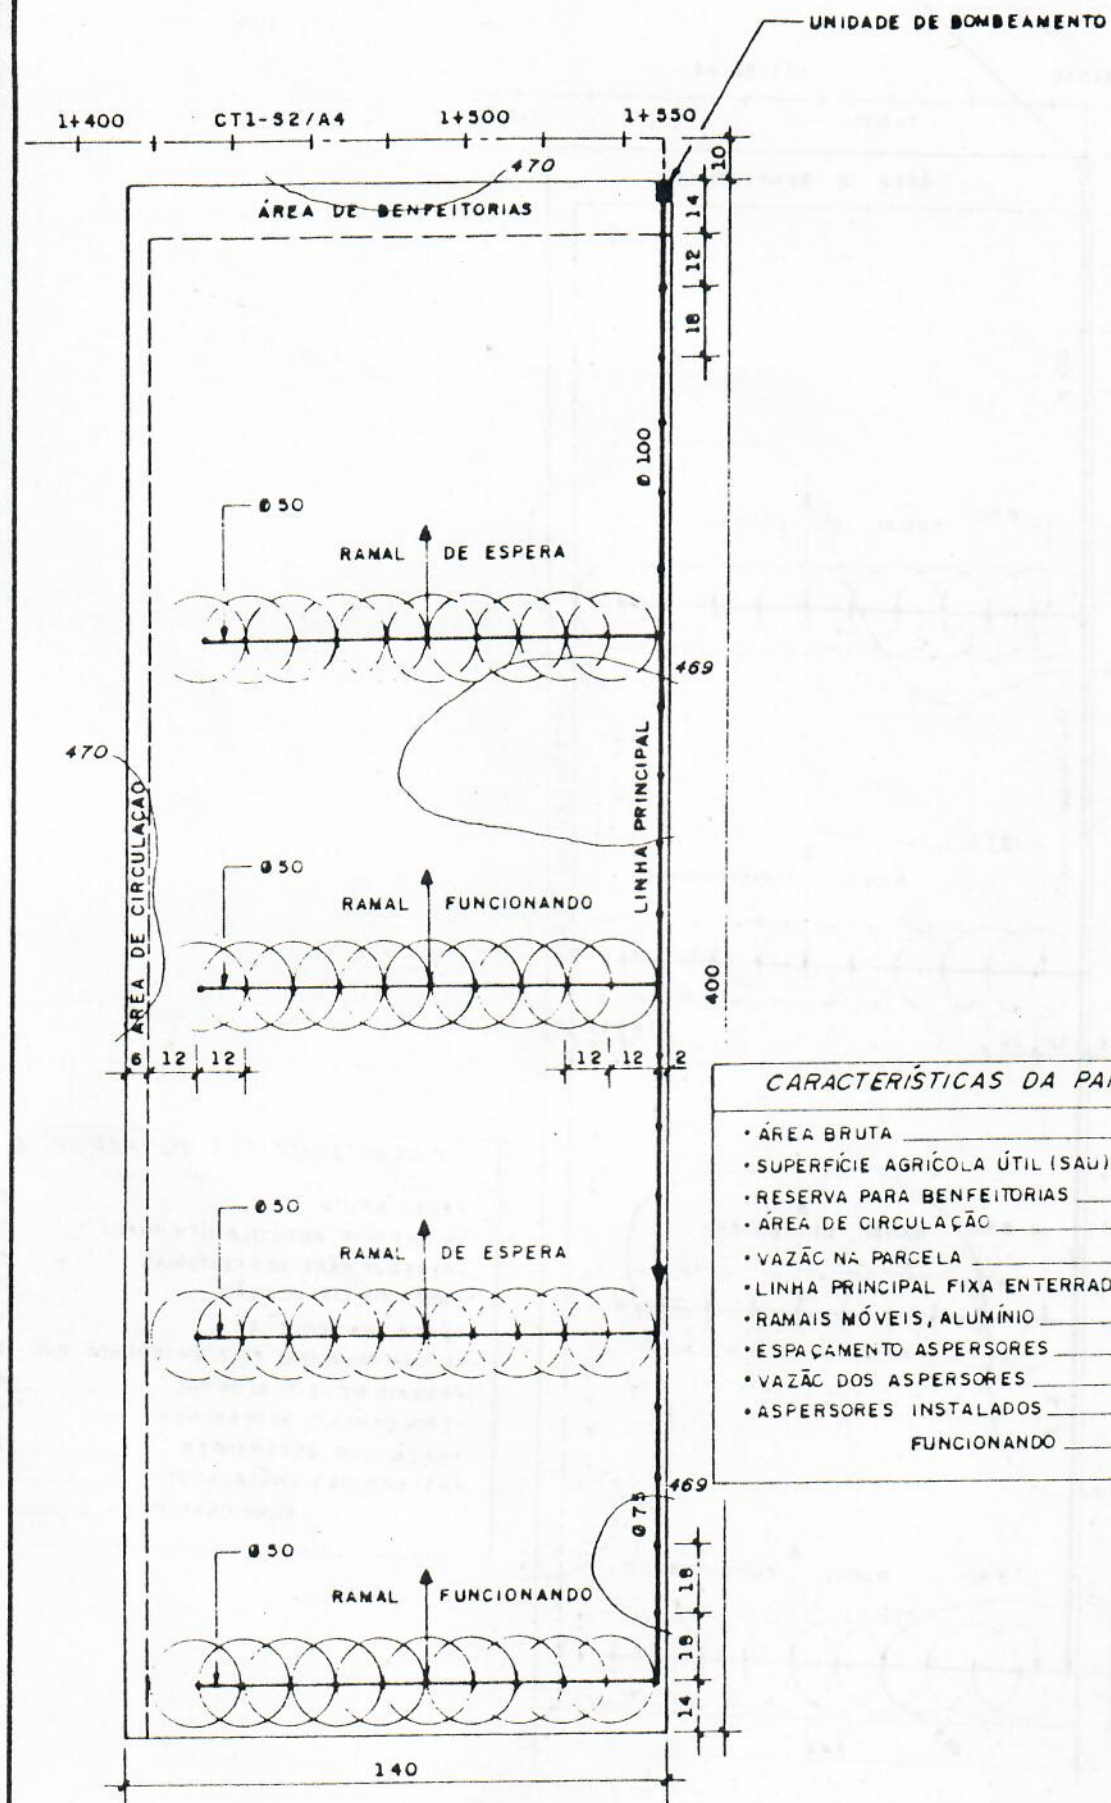 UNIDADE DE BOMBEAMENTO
1+400 CT1-S2/A4 1+500 1+550
10
470
ÁREA DE BENFEITORIAS
14
12
18
Ø 100
Ø 50
RAMAL DE ESPERA
469
470
LINHA PRINCIPAL
ÁREA DE CIRCULAÇÃO
Ø 50
RAMAL FUNCIONANDO
400
6 12 12 12 12 2
CARACTERÍSTICAS DA PA
• ÁREA BRUTA
• SUPERFÍCIE AGRÍCOLA ÚTIL (SAU)
• RESERVA PARA BENFEITORIAS
• ÁREA DE CIRCULAÇÃO
• VAZÃO NA PARCELA
• LINHA PRINCIPAL FIXA ENTERRAD
• RAMAIS MÓVEIS, ALUMÍNIO
• ESPAÇAMENTO ASPERSORES
• VAZÃO DOS ASPERSORES
• ASPERSORES INSTALADOS
FUNCIONANDO
Ø 50
RAMAL DE ESPERA
469
Ø 75
Ø 50
RAMAL FUNCIONANDO
18
18
14
140